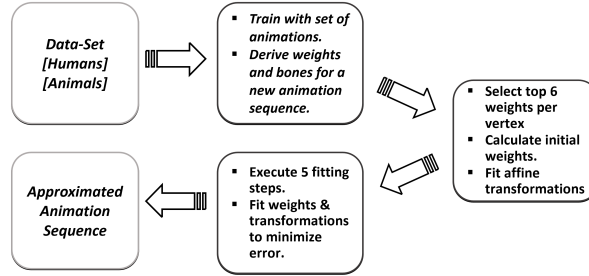 Data-Set
[Humans]
[Animals]
▪ Train with set of
animations.
▪ Derive weights
and bones for a
new animation
sequence.
▪ Select top 6
weights per
vertex
▪ Calculate initial
weights.
▪ Fit affine
transformations
▪ Execute 5 fitting
steps.
▪ Fit weights &
transformations
to minimize
error.
Approximated
Animation
Sequence